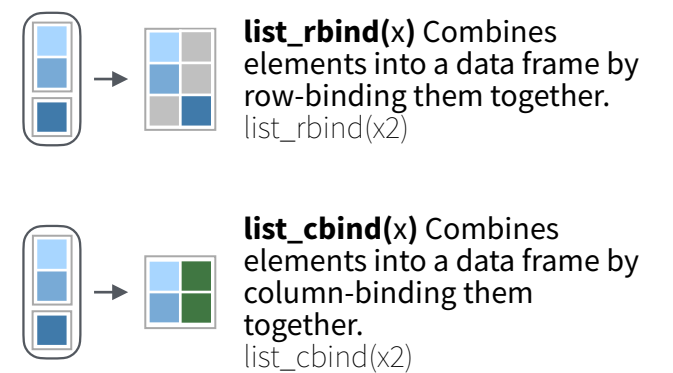 list_rbind(x) Combines
elements into a data frame by
row-binding them together.
list_rbind(x2)
list_cbind(x) Combines
elements into a data frame by
column-binding them
together.
list_cbind(x2)